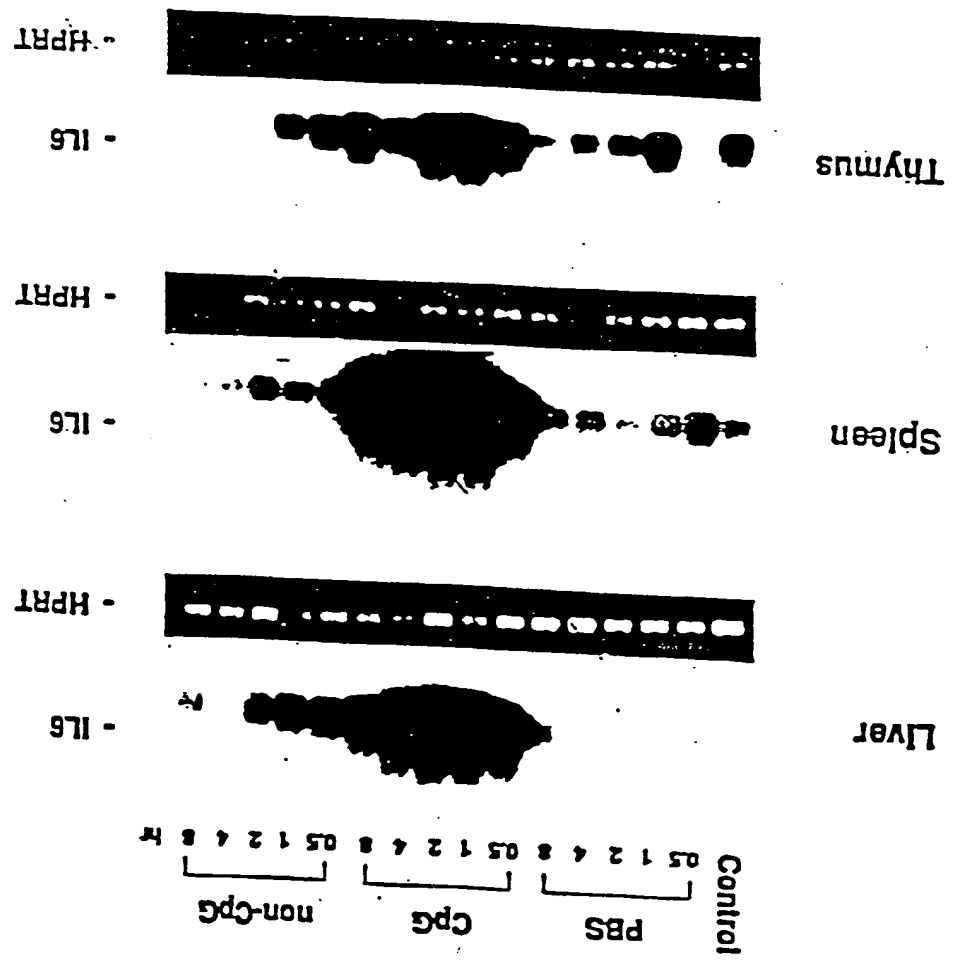 Control
PBS CpG non-CpG
0.5 1 2 4 8 0.5 1 2 4 8 0.5 1 2 4 8 hr
Liver - IL6
- HPRT
Spleen - IL6
- HPRT
Thymus - IL6
- HPRT